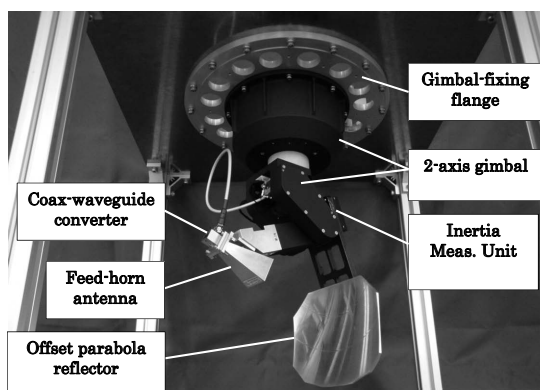 Gimbal-fixing
flange
2-axis gimbal
Coax-waveguide
converter
Inertia
Meas. Unit
Feed-horn
antenna
Offset parabola
reflector